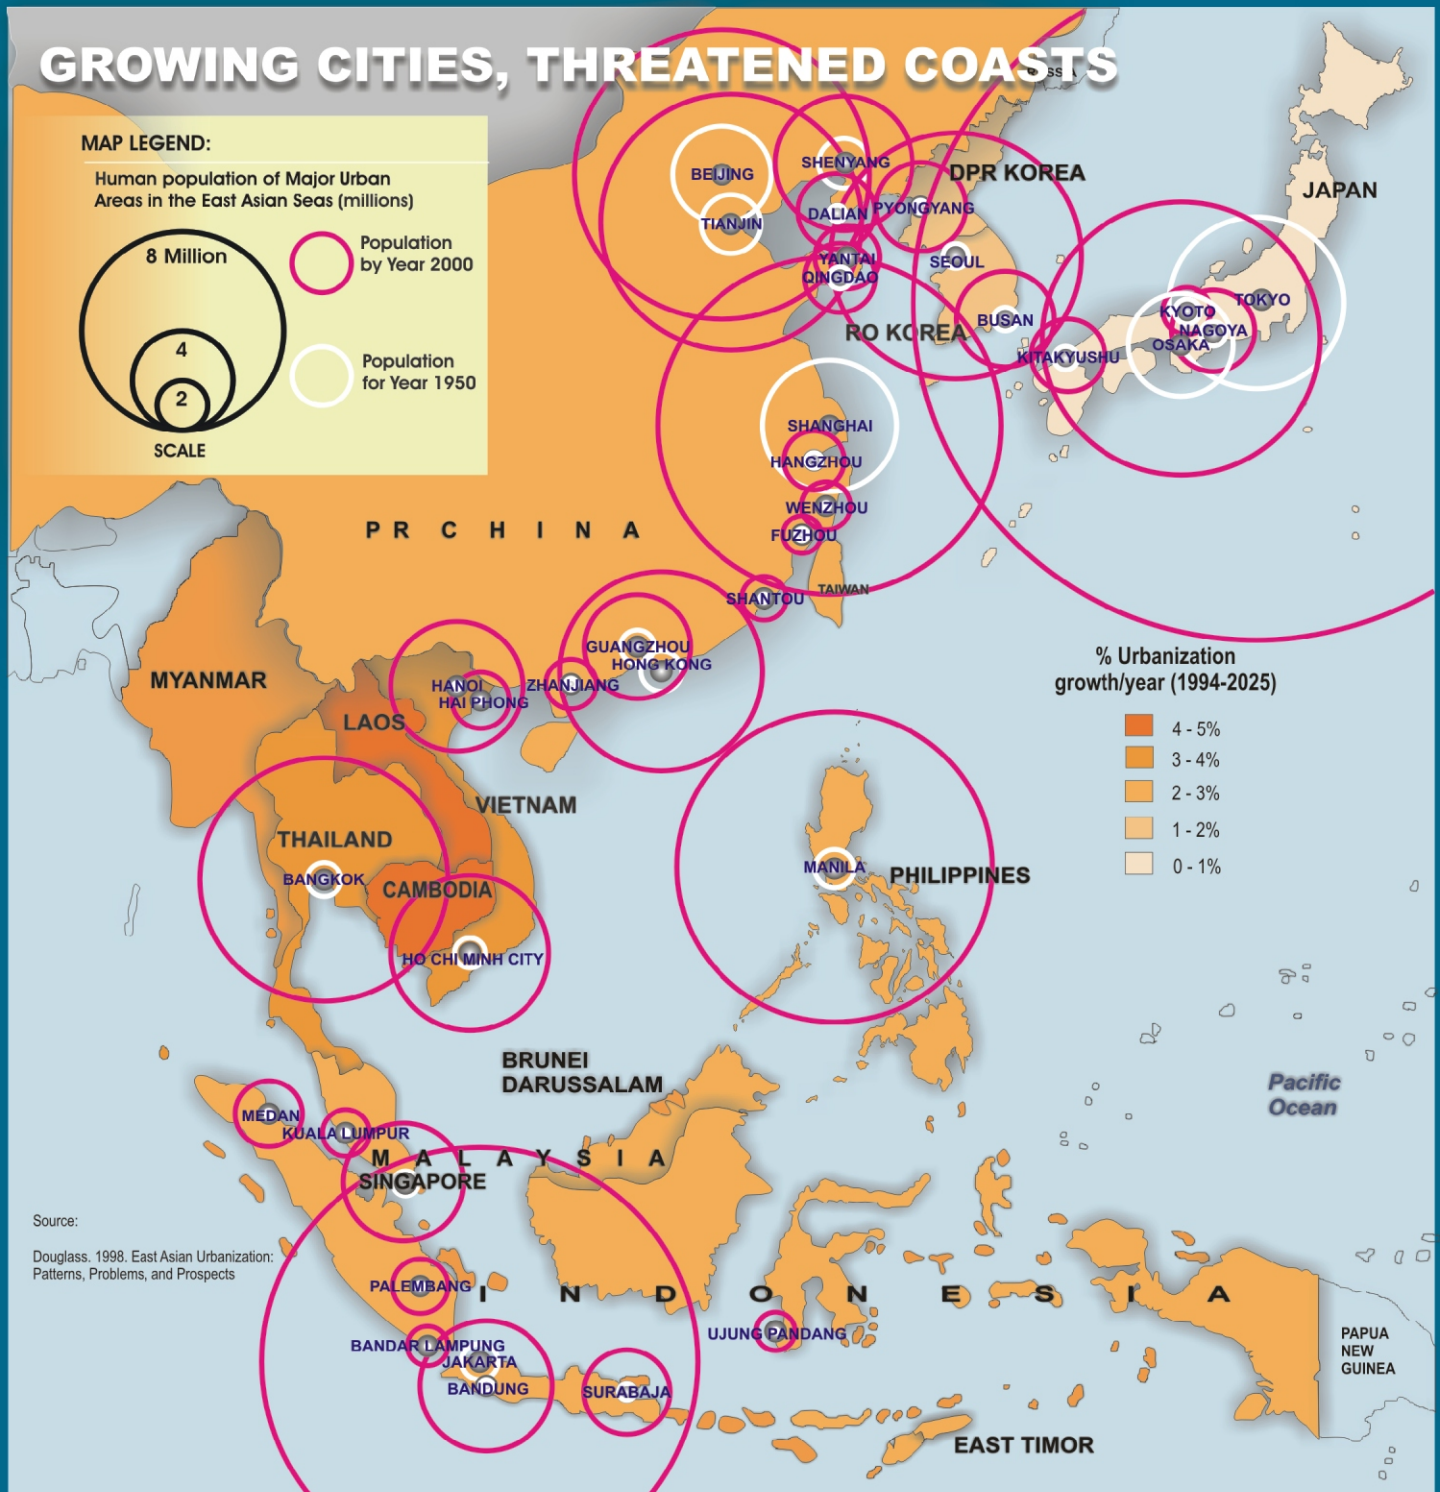 GROWING CITIES, THREATENED COASTS
MAP LEGEND:
Human population of Major Urban
Areas in the East Asian Seas (millions)
8 Million
4
2
SCALE
Population
by Year 2000
Population
for Year 1950
RUSSIA
BEIJING
SHENYANG
DPR KOREA
JAPAN
TIANJIN
DALIAN
PYONGYANG
YANTAI
SEOUL
QINGDAO
TOKYO
KYOTO
BUSAN
NAGOYA
RO KOREA
OSAKA
KITAKYUSHU
SHANGHAI
HANGZHOU
WENZHOU
PR CHINA
FUZHOU
TAIWAN
SHANTOU
GUANGZHOU
HONG KONG
MYANMAR
HANOI
ZHANJIANG
HAI PHONG
LAOS
% Urbanization
growth/year (1994-2025)
4 - 5%
3 - 4%
2 - 3%
1 - 2%
0 - 1%
VIETNAM
THAILAND
BANGKOK
CAMBODIA
MANILA
PHILIPPINES
HO CHI MINH CITY
BRUNEI
DARUSSALAM
Pacific
Ocean
MEDAN
KUALA LUMPUR
MALAYSIA
SINGAPORE
Source:
Douglass. 1998. East Asian Urbanization:
Patterns, Problems, and Prospects
PALEMBANG
INDONESIA
UJUNG PANDANG
BANDAR LAMPUNG
JAKARTA
BANDUNG
SURABAJA
PAPUA
NEW
GUINEA
EAST TIMOR